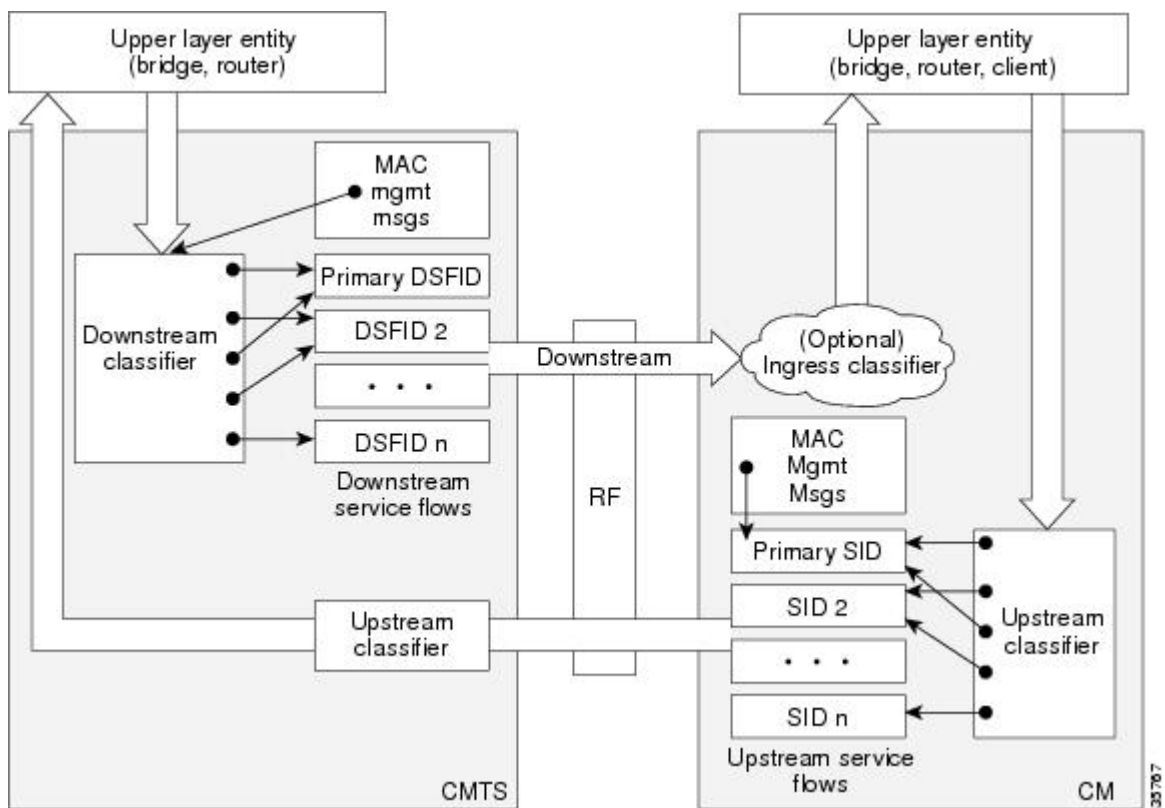 Upper layer entity
(bridge, router)
Upper layer entity
(bridge, router, client)
MAC
mgmt
msgs
Downstream
classifier
Primary DSFID
DSFID 2
. . .
DSFID n
Downstream
service flows
Downstream
RF
(Optional)
Ingress classifier
MAC
Mgmt
Msgs
Primary SID
SID 2
. . .
SID n
Upstream service
flows
Upstream
classifier
Upstream
classifier
CMTS
CM